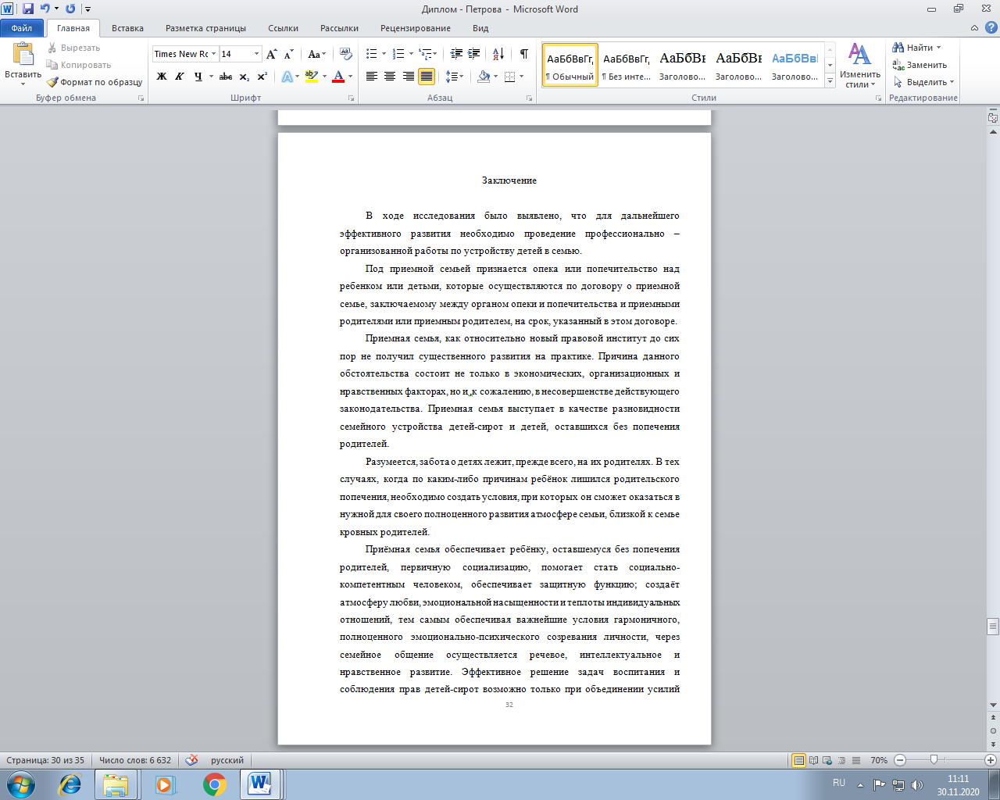 Диплом - Петрова - Microsoft Word
Файл Главная Вставка Разметка страницы Ссылки Рассылки Рецензирование Вид
Вставить
Вырезать
Копировать
Формат по образцу
Буфер обмена
Times New Ro 14
Ж К Ч abc x₂ x²
Шрифт
Абзац
АаБбВвГг, АаБбВвГг, АаБбВв АаБбВв АаБбВв
¶ Обычный ¶ Без инте... Заголово... Заголово... Заголово...
Стили
Изменить стили
Найти
Заменить
Выделить
Редактирование
Заключение
В ходе исследования было выявлено, что для дальнейшего
эффективного развития необходимо проведение профессионально –
организованной работы по устройству детей в семью.
Под приемной семьей признается опека или попечительство над
ребенком или детьми, которые осуществляются по договору о приемной
семье, заключаемому между органом опеки и попечительства и приемными
родителями или приемным родителем, на срок, указанный в этом договоре.
Приемная семья, как относительно новый правовой институт до сих
пор не получил существенного развития на практике. Причина данного
обстоятельства состоит не только в экономических, организационных и
нравственных факторах, но и,к сожалению, в несовершенстве действующего
законодательства. Приемная семья выступает в качестве разновидности
семейного устройства детей-сирот и детей, оставшихся без попечения
родителей.
Разумеется, забота о детях лежит, прежде всего, на их родителях. В тех
случаях, когда по каким-либо причинам ребёнок лишился родительского
попечения, необходимо создать условия, при которых он сможет оказаться в
нужной для своего полноценного развития атмосфере семьи, близкой к семье
кровных родителей.
Приёмная семья обеспечивает ребёнку, оставшемуся без попечения
родителей, первичную социализацию, помогает стать социально-
компетентным человеком, обеспечивает защитную функцию; создаёт
атмосферу любви, эмоциональной насыщенности и теплоты индивидуальных
отношений, тем самым обеспечивая важнейшие условия гармоничного,
полноценного эмоционально-психического созревания личности, через
семейное общение осуществляется речевое, интеллектуальное и
нравственное развитие. Эффективное решение задач воспитания и
соблюдения прав детей-сирот возможно только при объединении усилий
32
Страница: 30 из 35 Число слов: 6 632 русский 70%
RU 11:11
30.11.2020